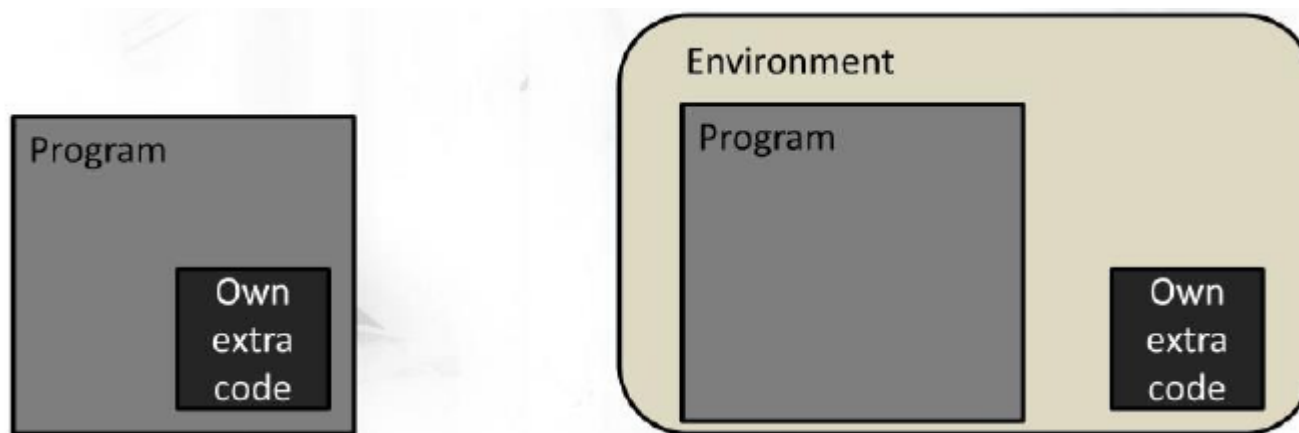 Program
Own
extra
code
Environment
Program
Own
extra
code